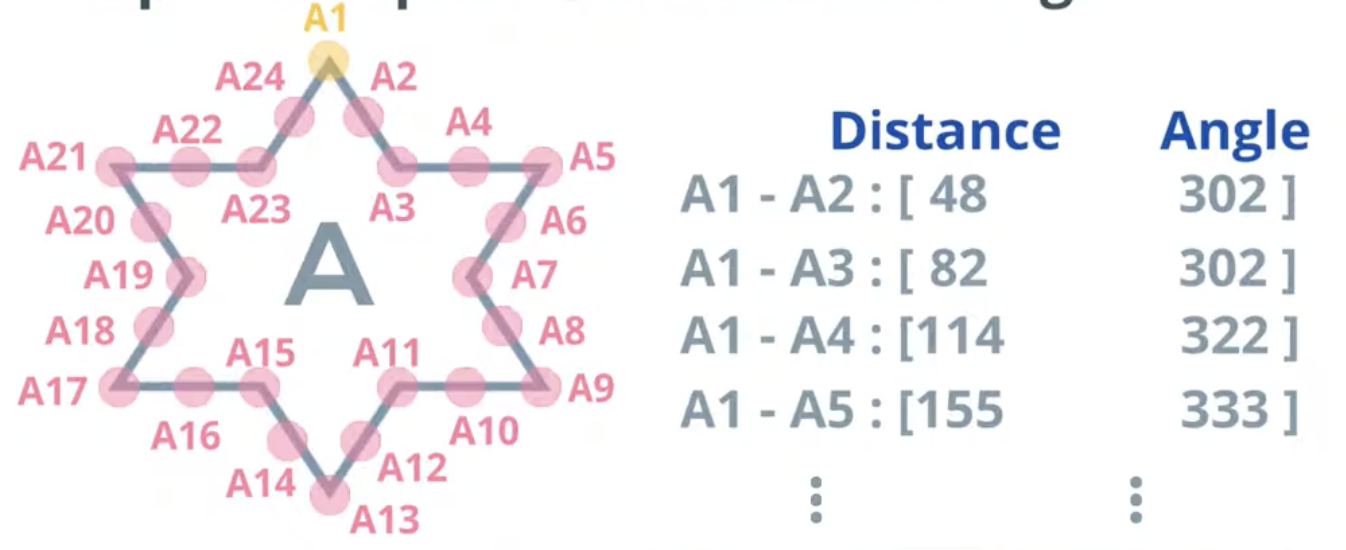 A1
A24 A2
A22 A4
A21 A5
A23 A3
A20 A6
A
A19 A7
A18 A8
A15 A11
A17 A9
A16 A10
A14 A12
A13
Distance Angle
A1 - A2 : [ 48 302 ]
A1 - A3 : [ 82 302 ]
A1 - A4 : [114 322 ]
A1 - A5 : [155 333 ]